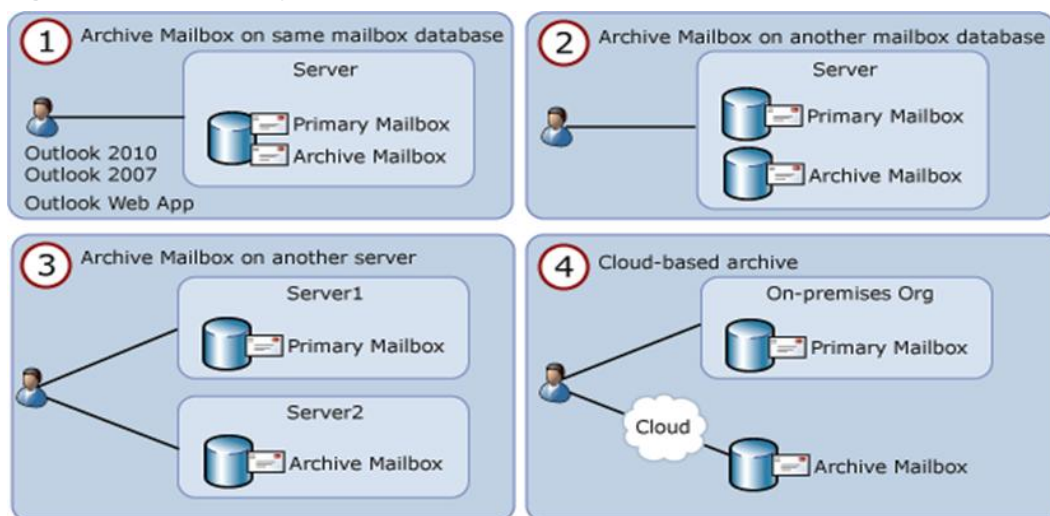 1 Archive Mailbox on same mailbox database
Server
Primary Mailbox
Archive Mailbox
Outlook 2010
Outlook 2007
Outlook Web App
2 Archive Mailbox on another mailbox database
Server
Primary Mailbox
Archive Mailbox
3 Archive Mailbox on another server
Server1
Primary Mailbox
Server2
Archive Mailbox
4 Cloud-based archive
On-premises Org
Primary Mailbox
Cloud
Archive Mailbox